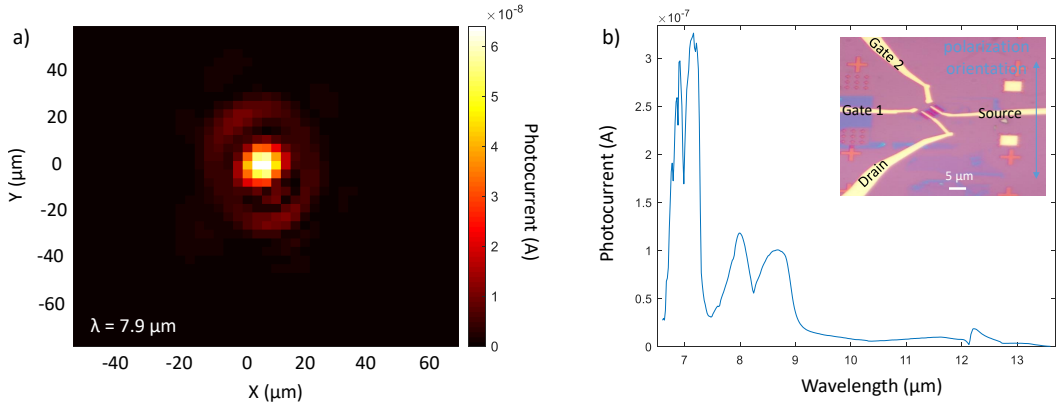 a)
×10⁻⁸
40
20
0
-20
-40
-60
Y (µm)
λ = 7.9 µm
-40
-20
0
20
40
60
X (µm)
6
5
4
3
2
1
0
Photocurrent (A)
b)
×10⁻⁷
3
2.5
2
1.5
1
0.5
0
Photocurrent (A)
7
8
9
10
11
12
13
Wavelength (µm)
Gate 2
polarization
orientation
Gate 1
Source
Drain
5 µm